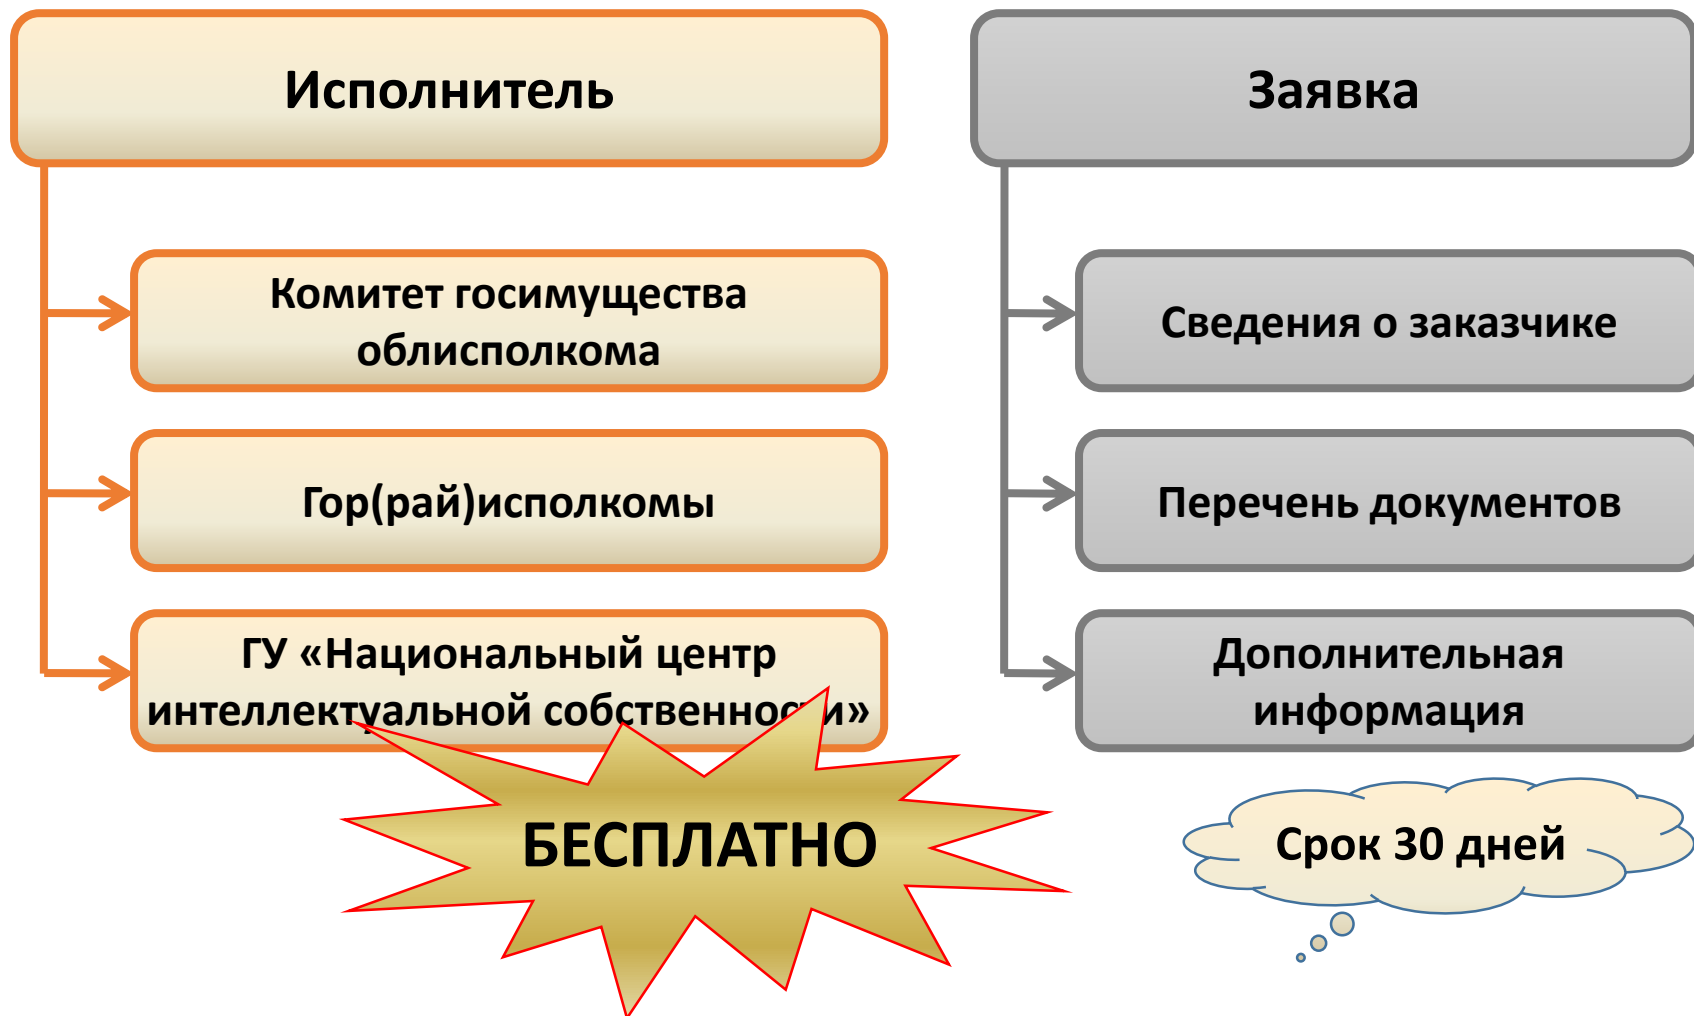 Исполнитель
Комитет госимущества
облисполкома
Гор(рай)исполкомы
ГУ «Национальный центр
интеллектуальной собственности»
БЕСПЛАТНО
Заявка
Сведения о заказчике
Перечень документов
Дополнительная
информация
Срок 30 дней